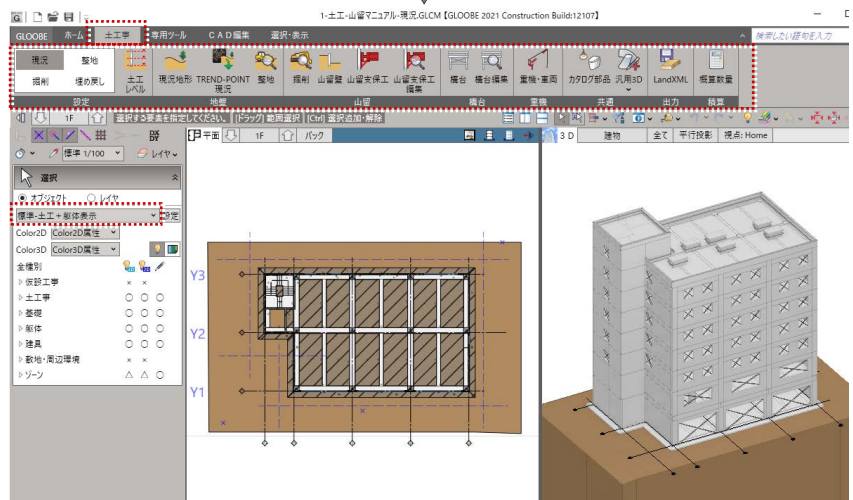 1-土工-山留マニュアル-現況.GLCM【GLOOBE 2021 Construction Build:12107】
GLOOBE ホーム 土工事 専用ツール CAD編集 選択・表示 検索したい語句を入力
現況 整地
掘削 埋め戻し
土工
レベル
現況地形
TREND-POINT
現況
整地
掘削
山留壁
山留支保工
山留支保工
編集
構台
構台編集
重機・車両
カタログ部品
汎用3D
LandXML
概算数量
設定 地盤 山留 構台 重機 共通 出力 積算
1F 選択する要素を指定してください。 [ドラッグ] 範囲選択 [Ctrl] 選択追加・解除
標準 1/100 レイヤ
選択
オブジェクト レイヤ
標準-土工+躯体表示 設定
Color2D Color2D属性
Color3D Color3D属性
全種別
仮設工事 × ×
土工事 ○ ○ ○
基礎 ○ ○ ○
躯体 ○ ○ ○
建具 ○ ○ ○
敷地・周辺環境 × ×
ゾーン △ △ ○
平面 1F バック
Y3
Y2
Y1
3D 建物 全て 平行投影 視点: Home